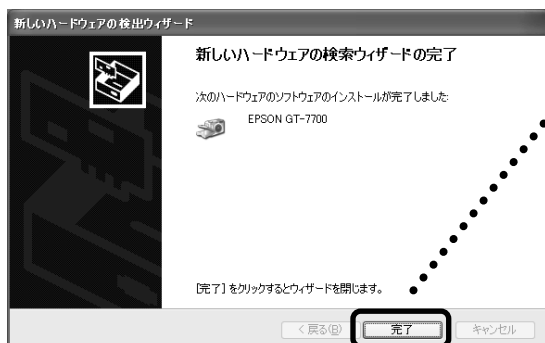 新しいハードウェアの検出ウィザード
新しいハードウェアの検索ウィザードの完了
次のハードウェアのソフトウェアのインストールが完了しました:
EPSON GT-7700
[完了] をクリックするとウィザードを閉じます。
< 戻る(B)
完了
キャンセル